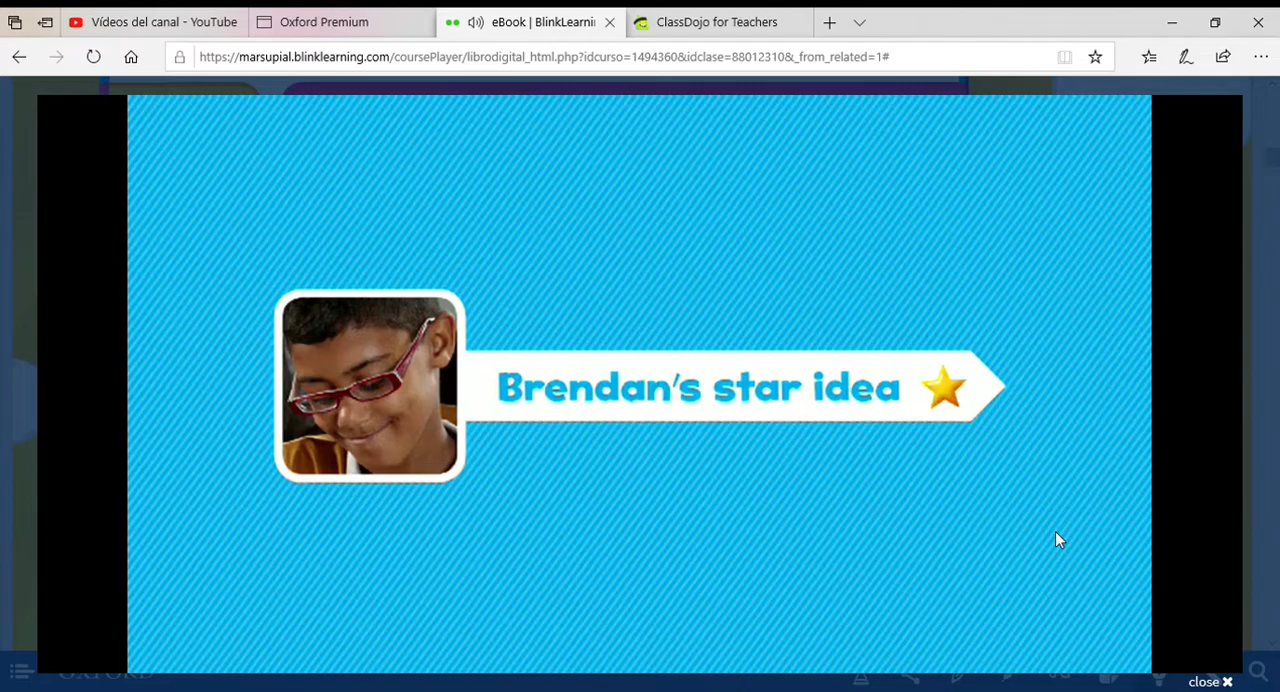 Vídeos del canal - YouTube
Oxford Premium
eBook | BlinkLearni
ClassDojo for Teachers
https://marsupial.blinklearning.com/coursePlayer/librodigital_html.php?idcurso=1494360&idclase=88012310&_from_related=1#
Brendan's star idea
OXFORD
close